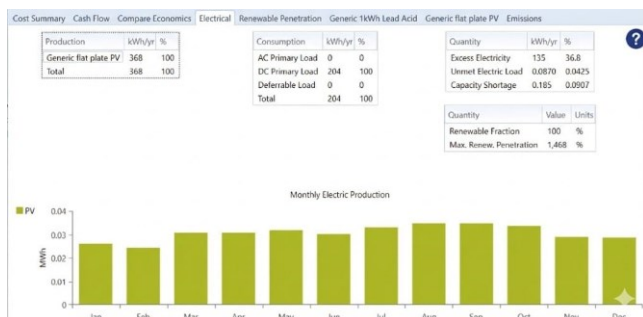 Cost Summary Cash Flow Compare Economics Electrical Renewable Penetration Generic 1kWh Lead Acid Generic flat plate PV Emissions
?
Production kWh/yr %
Generic flat plate PV 368 100
Total 368 100
Consumption kWh/yr %
AC Primary Load 0 0
DC Primary Load 204 100
Deferrable Load 0 0
Total 204 100
Quantity kWh/yr %
Excess Electricity 135 36.8
Unmet Electric Load 0.0870 0.0425
Capacity Shortage 0.185 0.0907
Quantity Value Units
Renewable Fraction 100 %
Max. Renew. Penetration 1,468 %
Monthly Electric Production
PV
MWh
0.04
0.03
0.02
0.01
0
Jan Feb Mar Apr May Jun Jul Aug Sep Oct Nov Dec